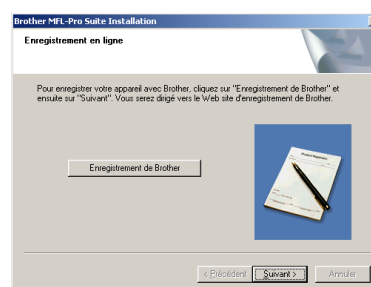 Brother MFL-Pro Suite Installation
Enregistrement en ligne
Pour enregistrer votre appareil avec Brother, cliquez sur "Enregistrement de Brother" et
ensuite sur "Suivant". Vous serez dirigé vers le Web site d'enregistrement de Brother.
Enregistrement de Brother
< Précédent
Suivant >
Annuler